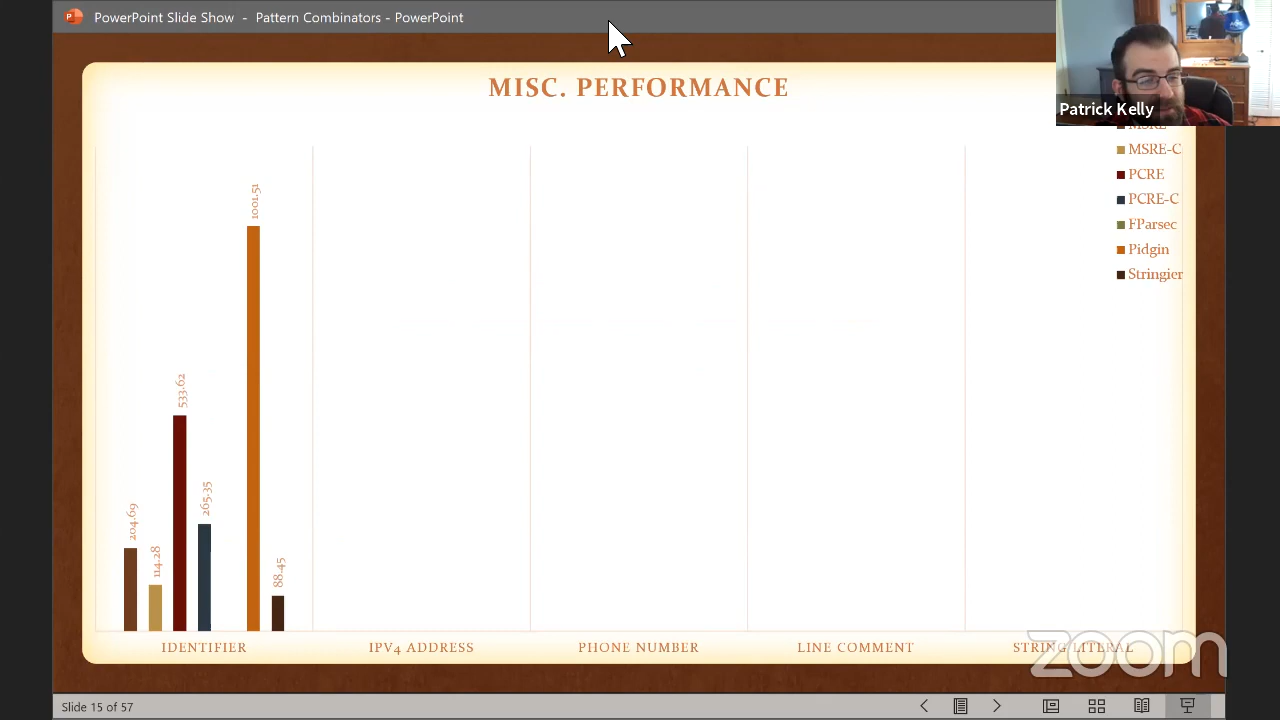 PowerPoint Slide Show - Pattern Combinators - PowerPoint
MISC. PERFORMANCE
Patrick Kelly
MSRE
MSRE-C
PCRE
PCRE-C
FParsec
Pidgin
Stringier
204.69
114.28
533.62
265.35
1001.51
88.45
IDENTIFIER
IPV4 ADDRESS
PHONE NUMBER
LINE COMMENT
STRING LITERAL
zoom
Slide 15 of 57